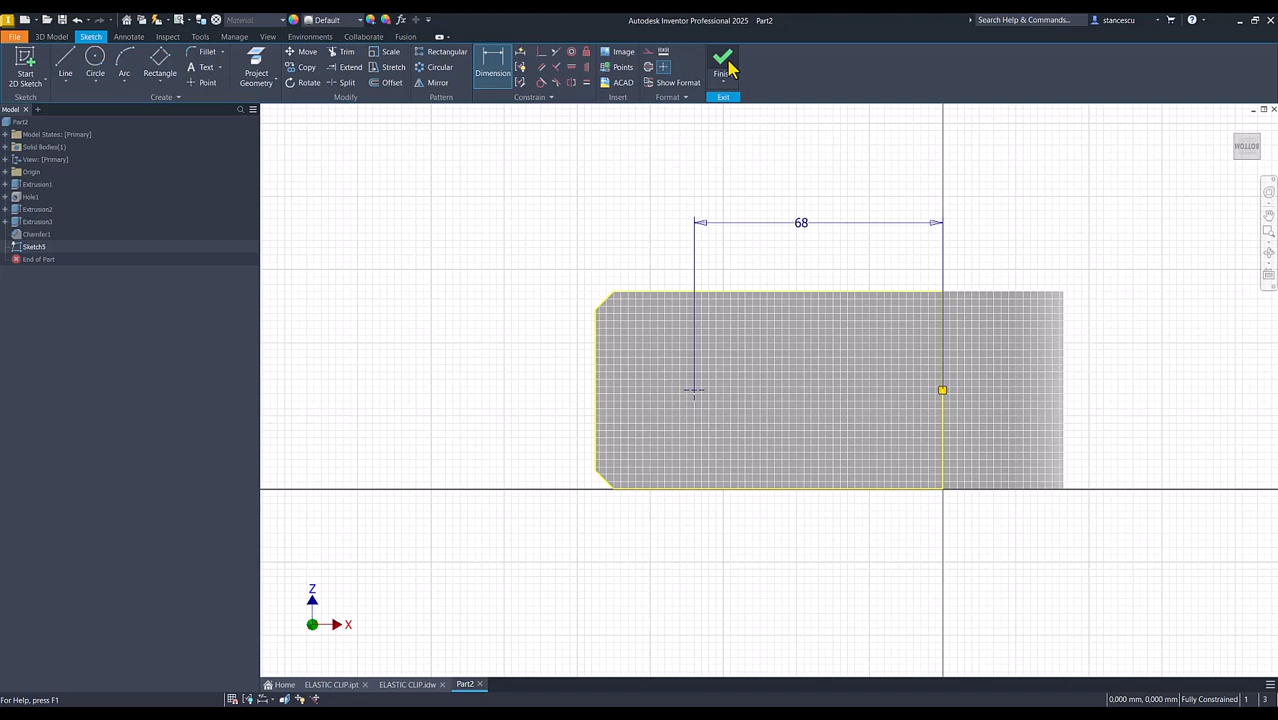 Material
Default
Autodesk Inventor Professional 2025 Part2
Search Help & Commands...
stancescu
File
3D Model
Sketch
Annotate
Inspect
Tools
Manage
View
Environments
Collaborate
Fusion
Start
2D Sketch
Line
Circle
Arc
Rectangle
Fillet
Text
Point
Project
Geometry
Move
Copy
Rotate
Trim
Extend
Split
Scale
Stretch
Offset
Rectangular
Circular
Mirror
Dimension
Image
Points
ACAD
Show Format
Finish
Sketch
Create
Modify
Pattern
Constrain
Insert
Format
Exit
Model
Part2
Model States: [Primary]
Solid Bodies(1)
View: [Primary]
Origin
Extrusion1
Hole1
Extrusion2
Extrusion3
Chamfer1
Sketch5
End of Part
BOTTOM
68
Z
X
Home
ELASTIC CLIP.ipt
ELASTIC CLIP.idw
Part2
For Help, press F1
0,000 mm, 0,000 mm
Fully Constrained
1
3